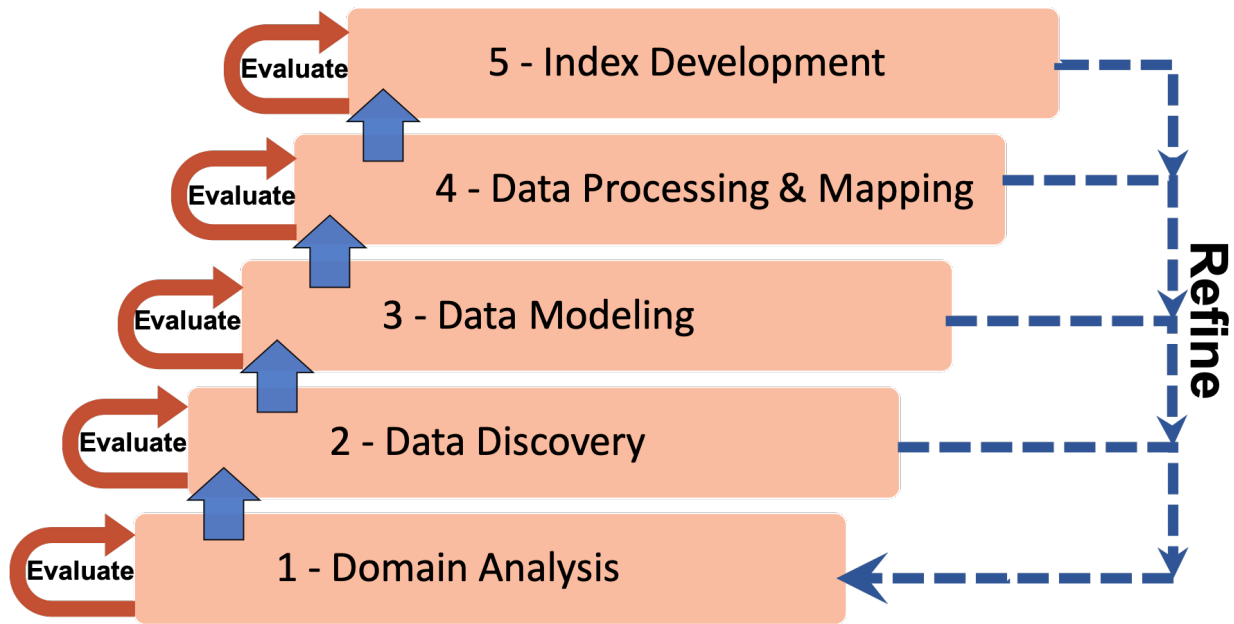 Evaluate
5 - Index Development
Evaluate
4 - Data Processing & Mapping
Evaluate
3 - Data Modeling
Refine
Evaluate
2 - Data Discovery
Evaluate
1 - Domain Analysis